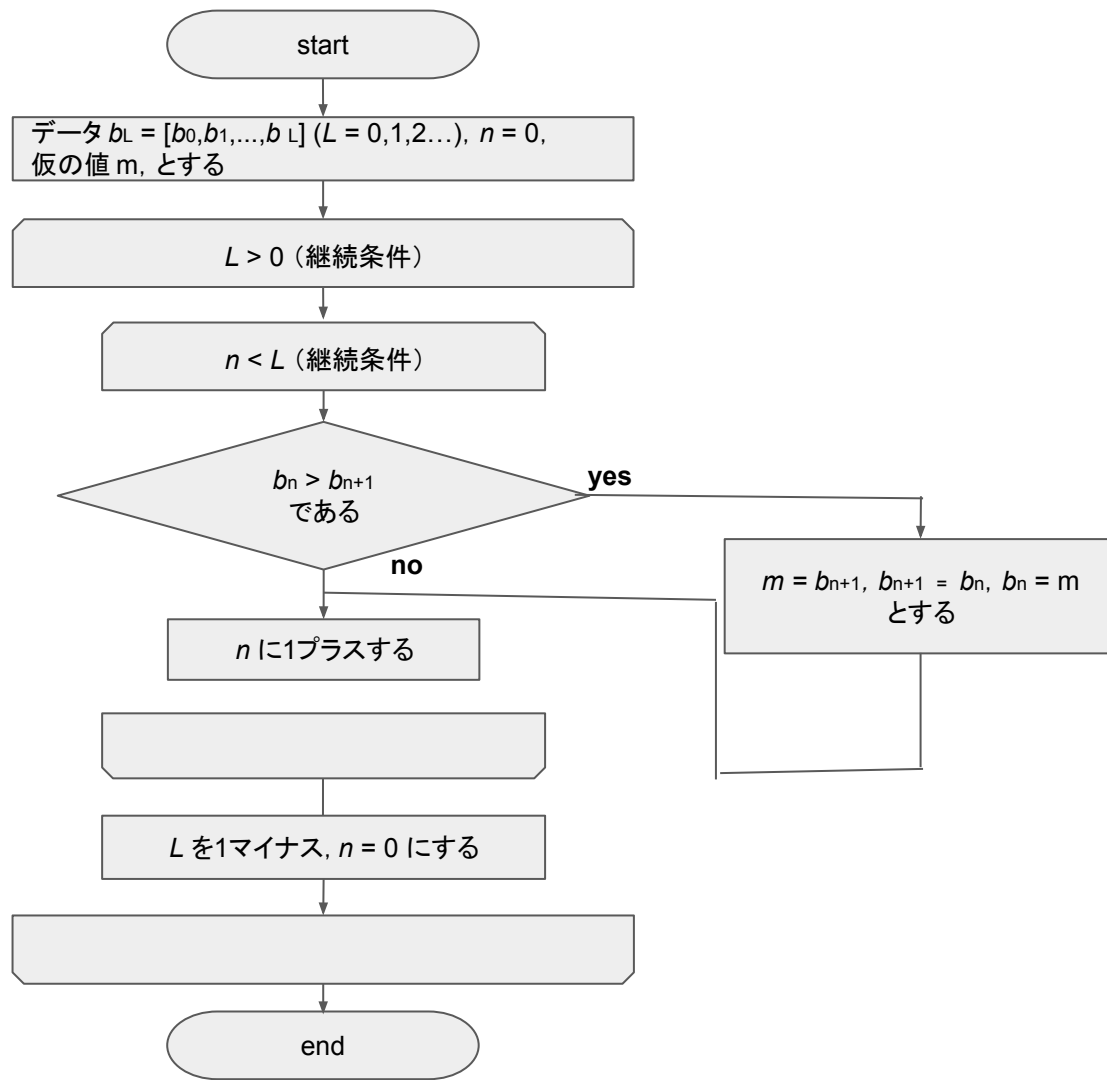 start
データ bL = [b0,b1,...,b L] (L = 0,1,2…), n = 0,
仮の値 m, とする
L > 0 (継続条件)
n < L (継続条件)
bn > bn+1
である
yes
no
m = bn+1, bn+1 = bn, bn = m
とする
n に1プラスする
L を1マイナス, n = 0 にする
end